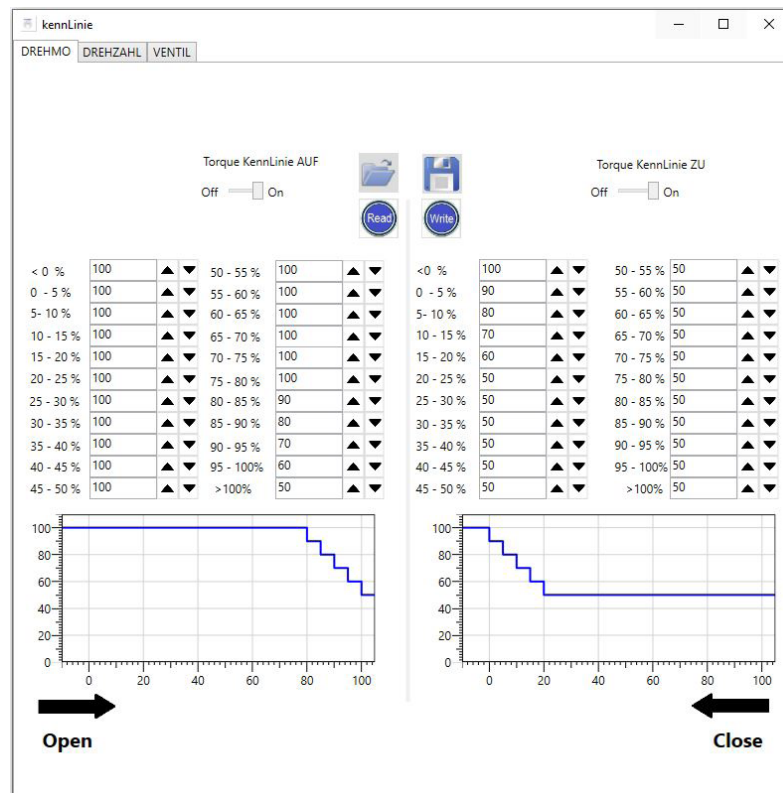 kennLinie
DREHMO DREHZAHL VENTIL
Torque KennLinie AUF
Off On
Torque KennLinie ZU
Off On
Read Write
< 0 % 100 50 - 55 % 100
0 - 5 % 100 55 - 60 % 100
5- 10 % 100 60 - 65 % 100
10 - 15 % 100 65 - 70 % 100
15 - 20 % 100 70 - 75 % 100
20 - 25 % 100 75 - 80 % 100
25 - 30 % 100 80 - 85 % 90
30 - 35 % 100 85 - 90 % 80
35 - 40 % 100 90 - 95 % 70
40 - 45 % 100 95 - 100% 60
45 - 50 % 100 >100% 50
<0 % 100 50 - 55 % 50
0 - 5 % 90 55 - 60 % 50
5- 10 % 80 60 - 65 % 50
10 - 15 % 70 65 - 70 % 50
15 - 20 % 60 70 - 75 % 50
20 - 25 % 50 75 - 80 % 50
25 - 30 % 50 80 - 85 % 50
30 - 35 % 50 85 - 90 % 50
35 - 40 % 50 90 - 95 % 50
40 - 45 % 50 95 - 100% 50
45 - 50 % 50 >100% 50
100
80
60
40
20
0
0 20 40 60 80 100
100
80
60
40
20
0
0 20 40 60 80 100
Open
Close